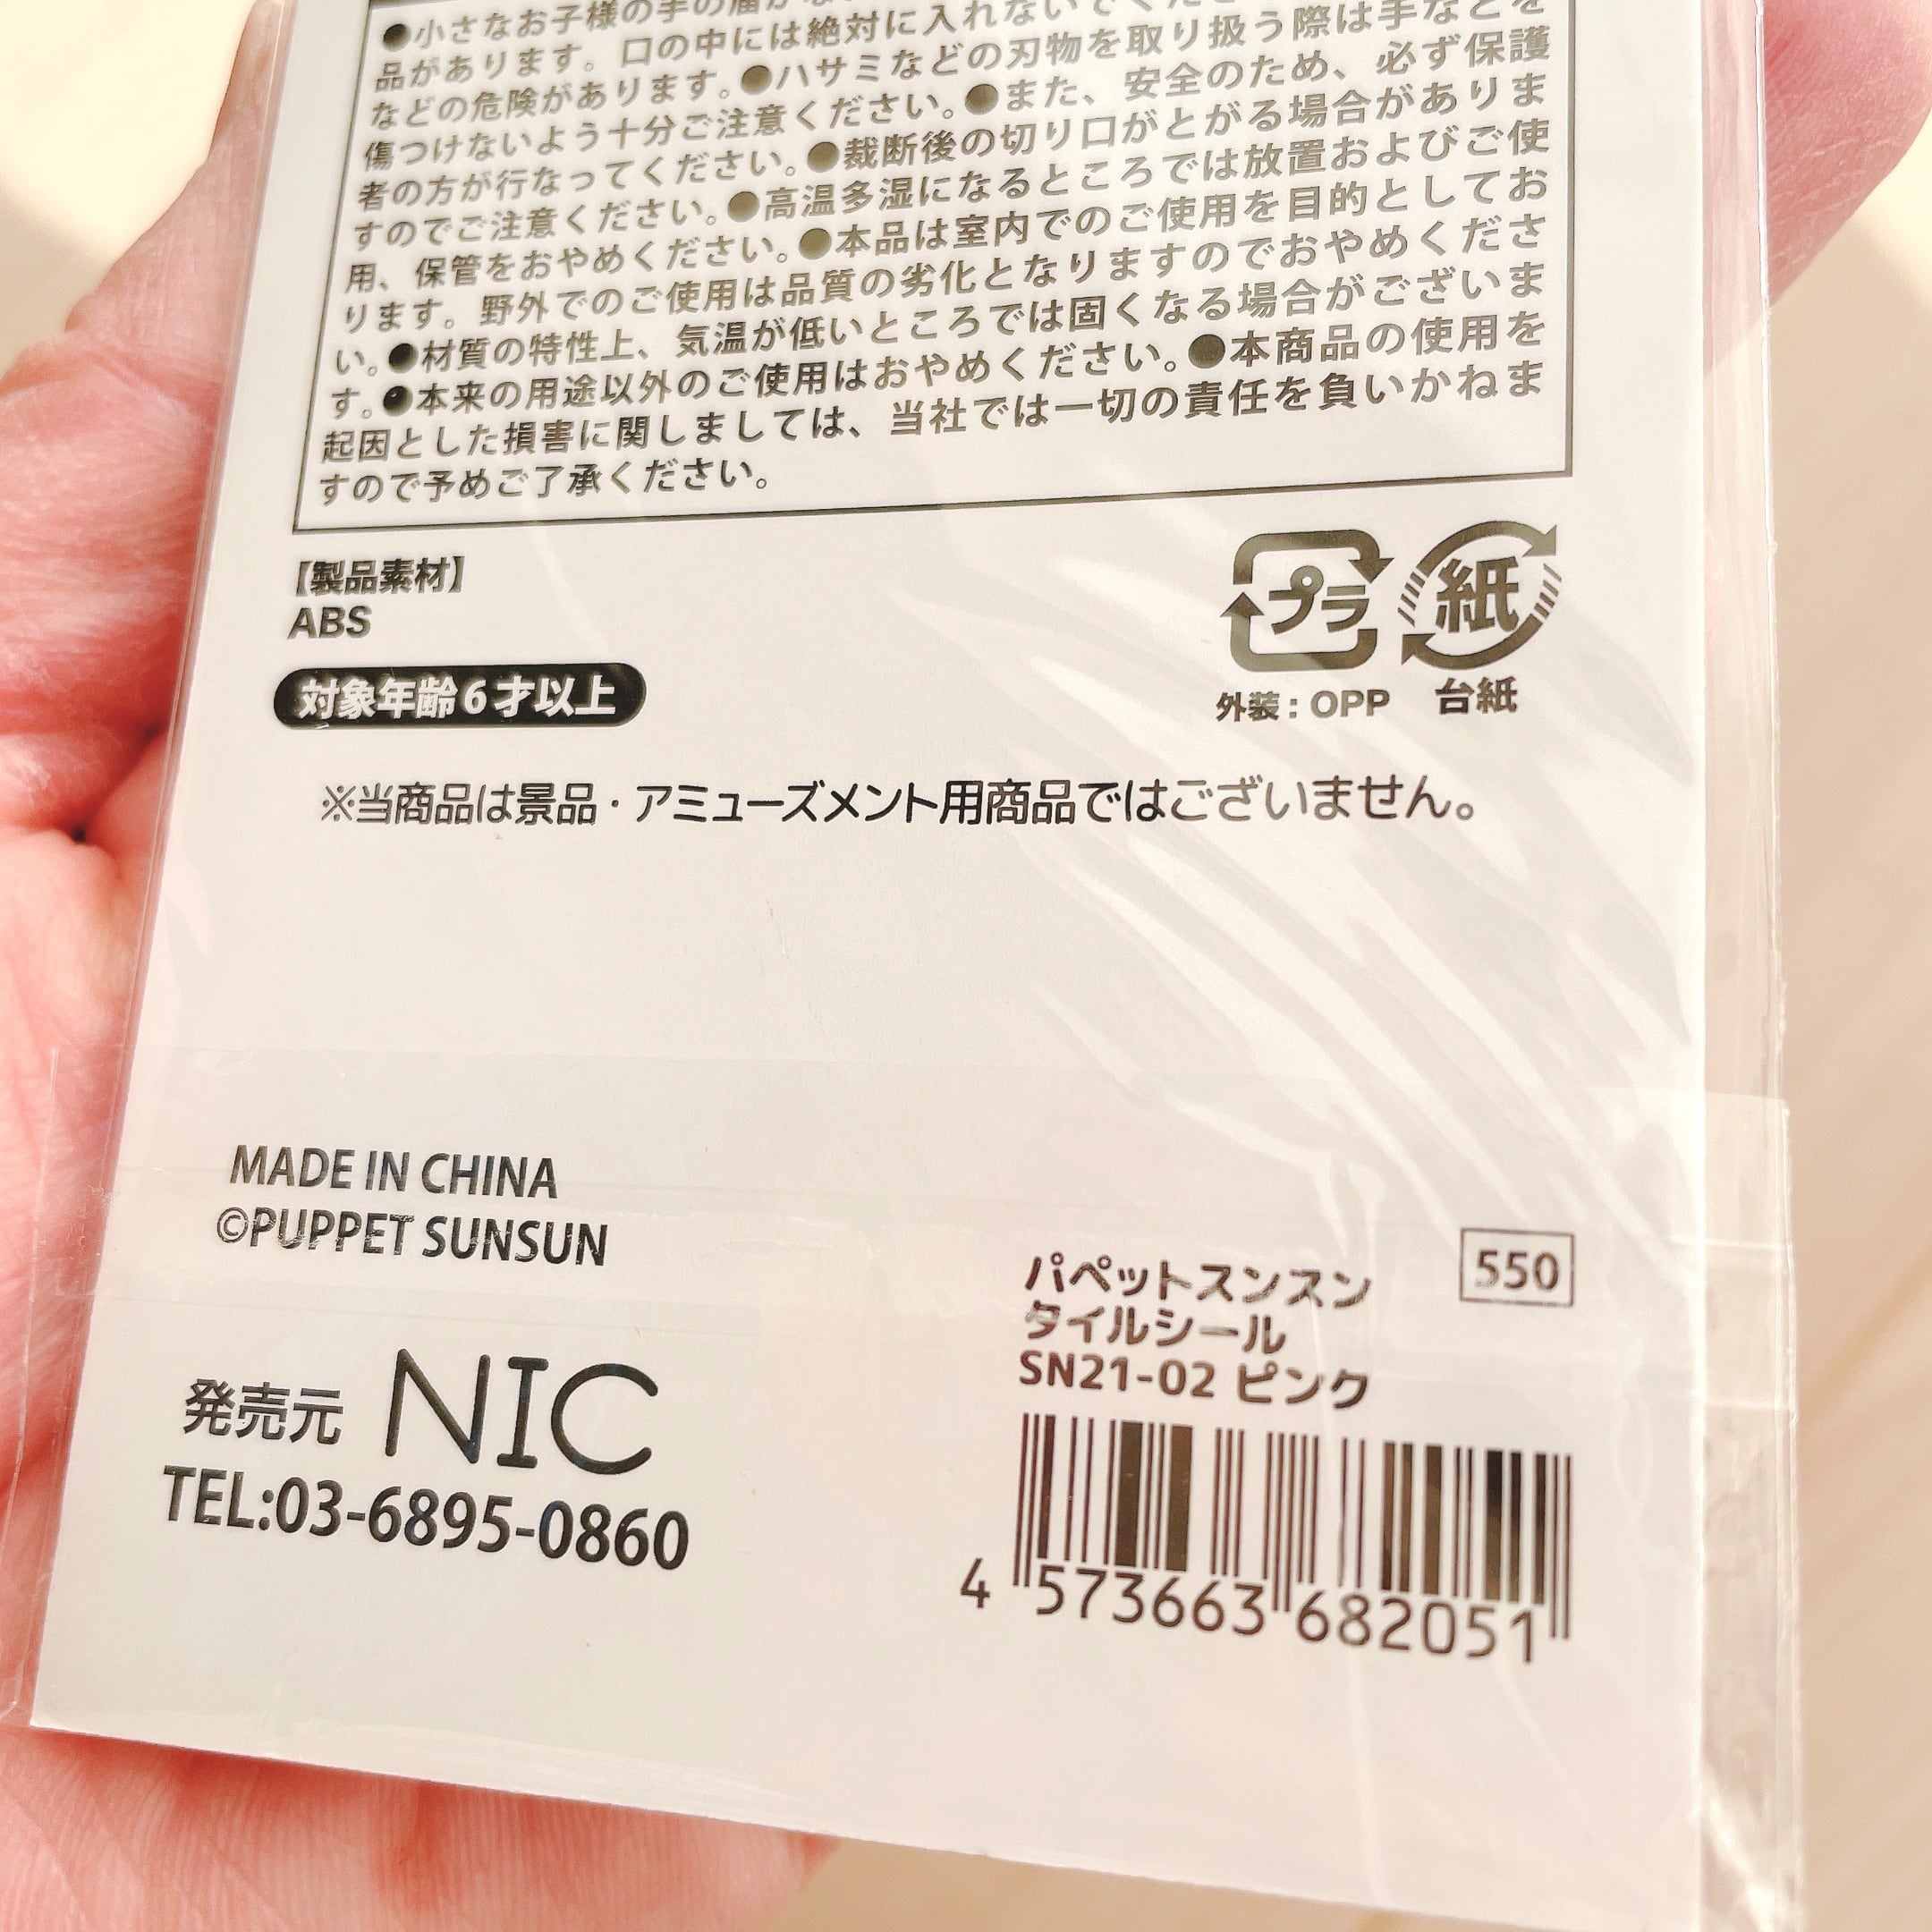 ●小さなお子様の手の届かな
品があります。口の中には絶対に入れないでくださ
などの危険があります。●ハサミなどの刃物を取り扱う際は手などを
傷つけないよう十分ご注意ください。●また、安全のため、必ず保護
者の方が行なってください。●裁断後の切り口がとがる場合がありま
すのでご注意ください。●高温多湿になるところでは放置およびご使
用、保管をおやめください。●本品は室内でのご使用を目的としてお
ります。野外でのご使用は品質の劣化となりますのでおやめくださ
い。●材質の特性上、気温が低いところでは固くなる場合がございま
す。●本来の用途以外のご使用はおやめください。●本商品の使用を
起因とした損害に関しましては、当社では一切の責任を負いかねま
すので予めご了承ください。
【製品素材】
ABS
対象年齢6才以上
プラ
紙
外装:OPP 台紙
※当商品は景品・アミューズメント用商品ではございません。
MADE IN CHINA
©PUPPET SUNSUN
発売元 NIC
TEL:03-6895-0860
パペットスンスン 550
タイルシール
SN21-02 ピンク
4 573663 682051